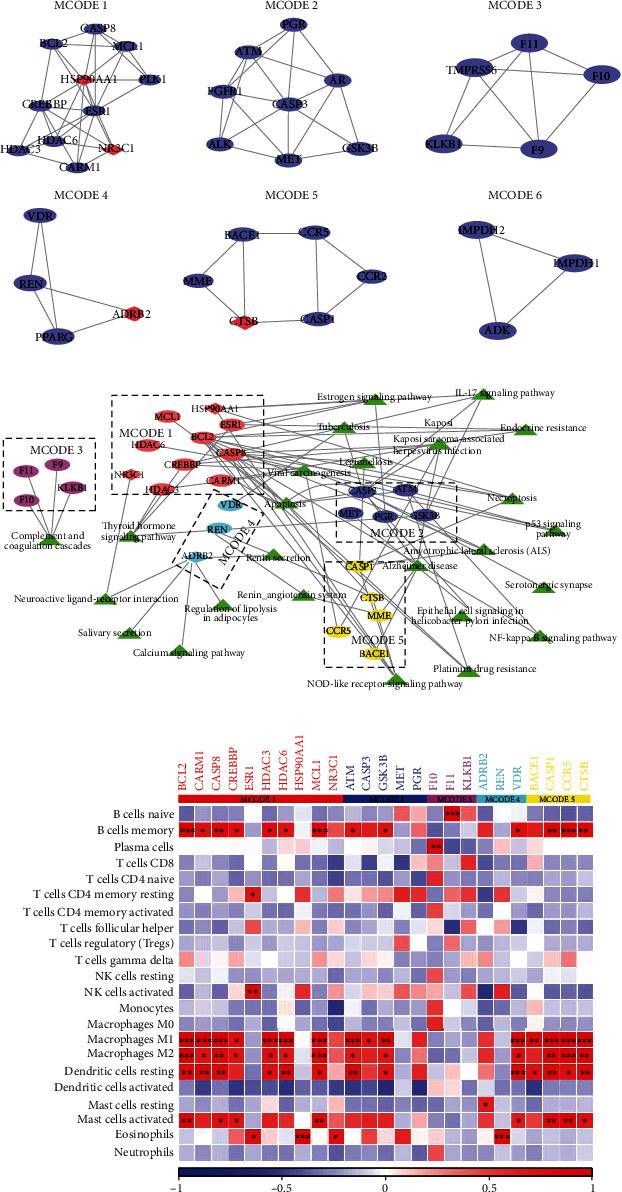 MCODE 1
MCODE 2
MCODE 3
CASP8
BCL2
MCL1
HSP90AA1
PLK1
CREBBP
ESR1
HDAC6
HDAC3
NR3C1
CARM1
PGR
ATM
AR
FGFR1
CASP3
ALK
GSK3B
MET
F11
TMPRSS6
F10
KLKB1
F9
MCODE 4
MCODE 5
MCODE 6
VDR
REN
ADRB2
PPARG
BACE1
CCR5
MME
CCR2
CTSB
CASP1
IMPDH2
IMPDH1
ADK
HSP90AA1
MCL1
ESR1
MCODE 1
BCL2
HDAC6
CASP8
CREBBP
NR3C1
CARM1
HDAC3
MCODE 3
F9
F11
KLKB1
F10
Complement and
coagulation cascades
Thyroid hormone
signaling pathway
Estrogen signaling pathway
IL-17 signaling pathway
Tuberculosis
Kaposi
Endocrine resistance
Kaposi sarcoma-associated
herpesvirus infection
Legionellosis
Viral carcinogenesis
Apoptosis
Necroptosis
p53 signaling
pathway
CASP3
ATM
MET
PGR
GSK3B
MCODE 2
VDR
REN
ADRB2
MCODE 4
Renin secretion
Amyotrophic lateral sclerosis (ALS)
Alzheimer disease
Serotonergic synapse
Neuroactive ligand-receptor interaction
Regulation of lipolysis
in adipocytes
Renin_angiotensin system
CASP1
CTSB
MME
CCR5
MCODE 5
BACE1
Epithelial cell signaling in
helicobacter pylori infection
NF-kappa B signaling pathway
Salivary secretion
Calcium signaling pathway
Platinum drug resistance
NOD-like receptor signaling pathway
BCL2
CARM1
CASP8
CREBBP
ESR1
HDAC3
HDAC6
HSP90AA1
MCL1
NR3C1
ATM
CASP3
GSK3B
MET
PGR
F10
F11
KLKB1
ADRB2
REN
VDR
BACE1
CASP1
CCR5
CTSB
MCODE 1
MCODE 2
MCODE 3
MCODE 4
MCODE 5
B cells naive
B cells memory
Plasma cells
T cells CD8
T cells CD4 naive
T cells CD4 memory resting
T cells CD4 memory activated
T cells follicular helper
T cells regulatory (Tregs)
T cells gamma delta
NK cells resting
NK cells activated
Monocytes
Macrophages M0
Macrophages M1
Macrophages M2
Dendritic cells resting
Dendritic cells activated
Mast cells resting
Mast cells activated
Eosinophils
Neutrophils
−1
−0.5
0
0.5
1